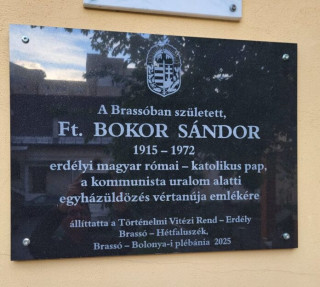 A Brassóban született,
Ft. BOKOR SÁNDOR
1915 – 1972
erdélyi magyar római – katolikus pap,
a kommunista uralom alatti
egyházüldözés vértanúja emlékére
állíttatta a Történelmi Vitézi Rend – Erdély
Brassó – Hétfaluszék,
Brassó – Bolonya-i plébánia 2025